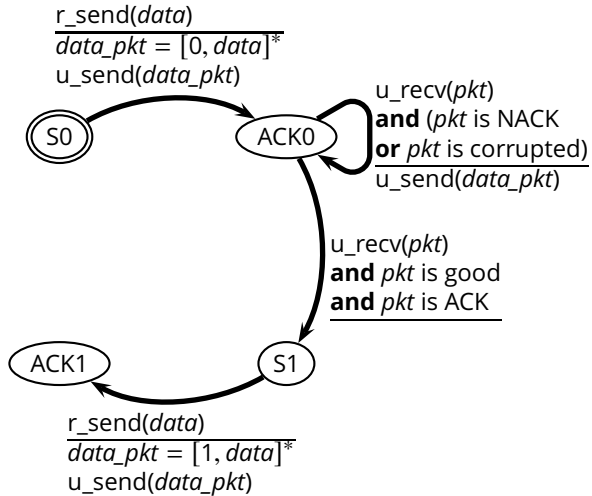 r_send(data)
data_pkt = [0, data]*
u_send(data_pkt)
S0
ACK0
u_recv(pkt)
and (pkt is NACK
or pkt is corrupted)
u_send(data_pkt)
u_recv(pkt)
and pkt is good
and pkt is ACK
ACK1
S1
r_send(data)
data_pkt = [1, data]*
u_send(data_pkt)